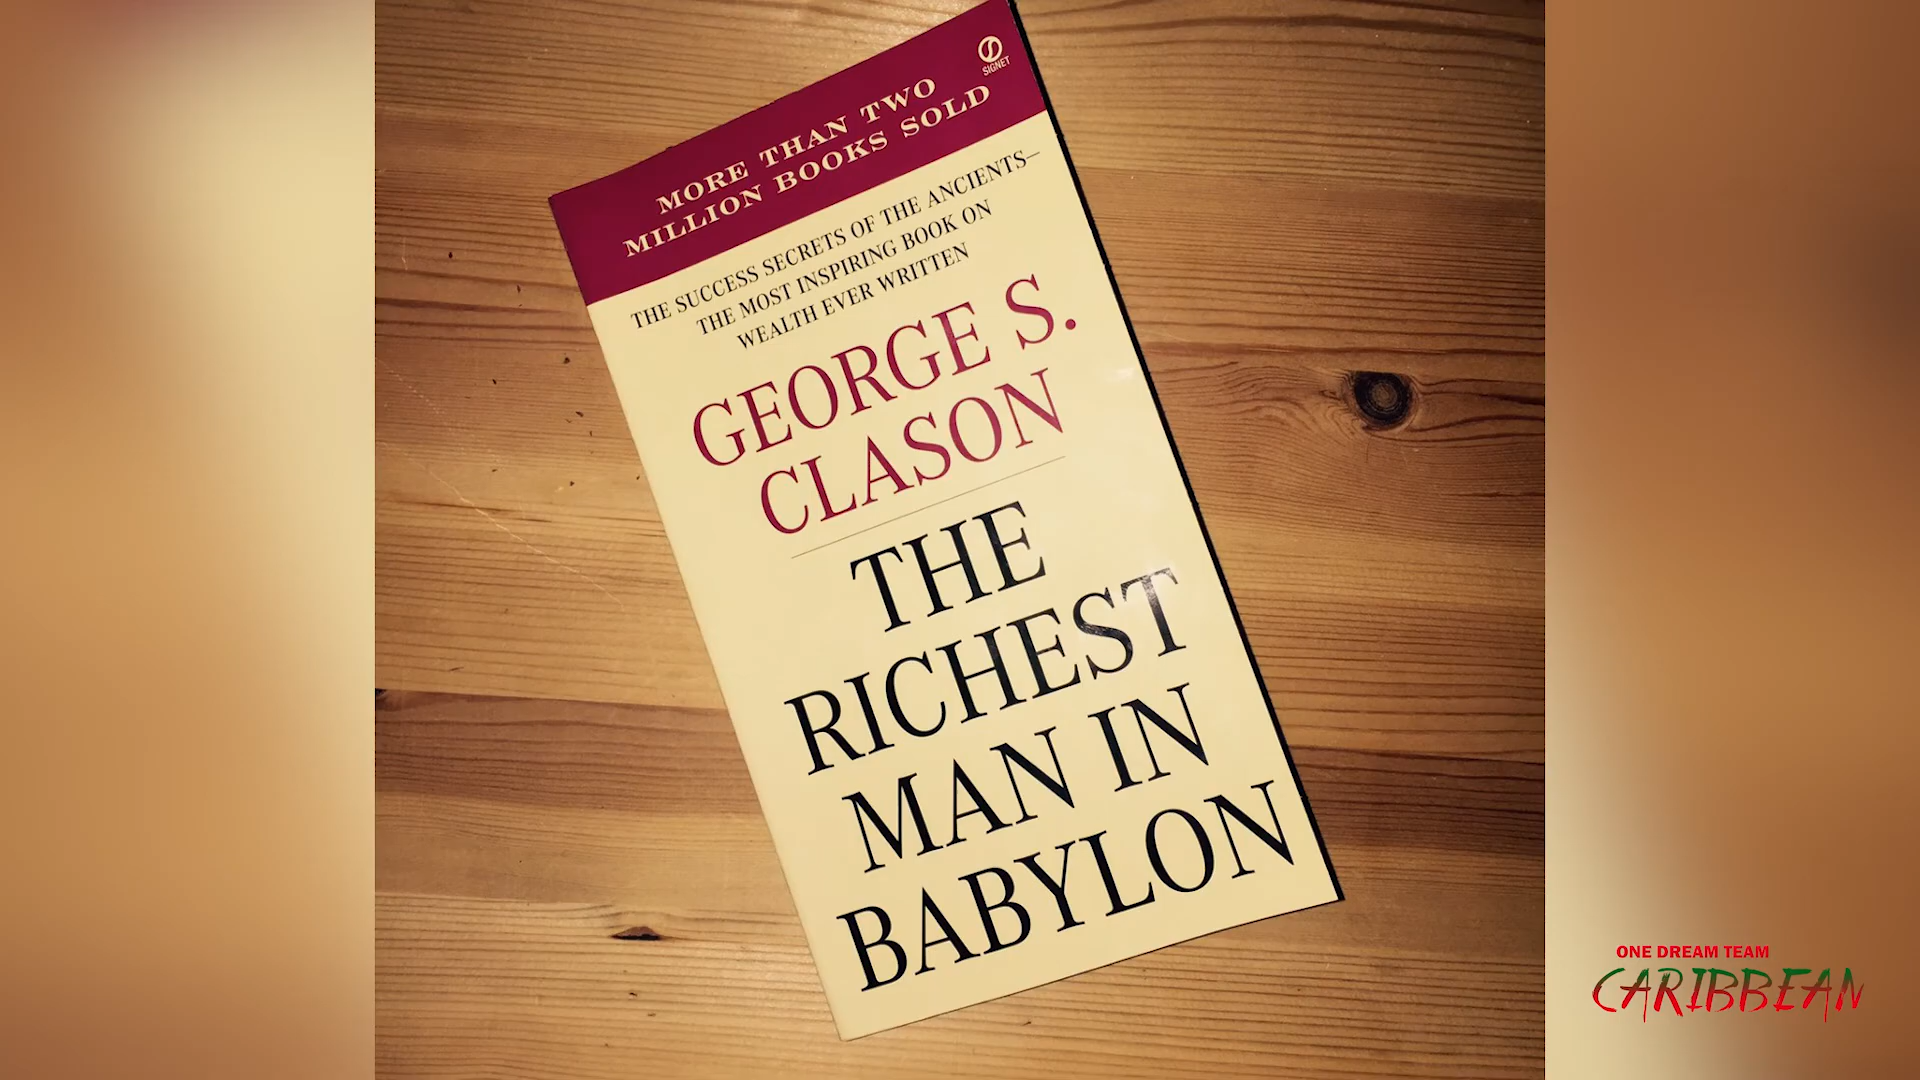 SIGNET
MORE THAN TWO
MILLION BOOKS SOLD
THE SUCCESS SECRETS OF THE ANCIENTS—
THE MOST INSPIRING BOOK ON
WEALTH EVER WRITTEN
GEORGE S.
CLASON
THE
RICHEST
MAN IN
BABYLON
ONE DREAM TEAM
CARIBBEAN